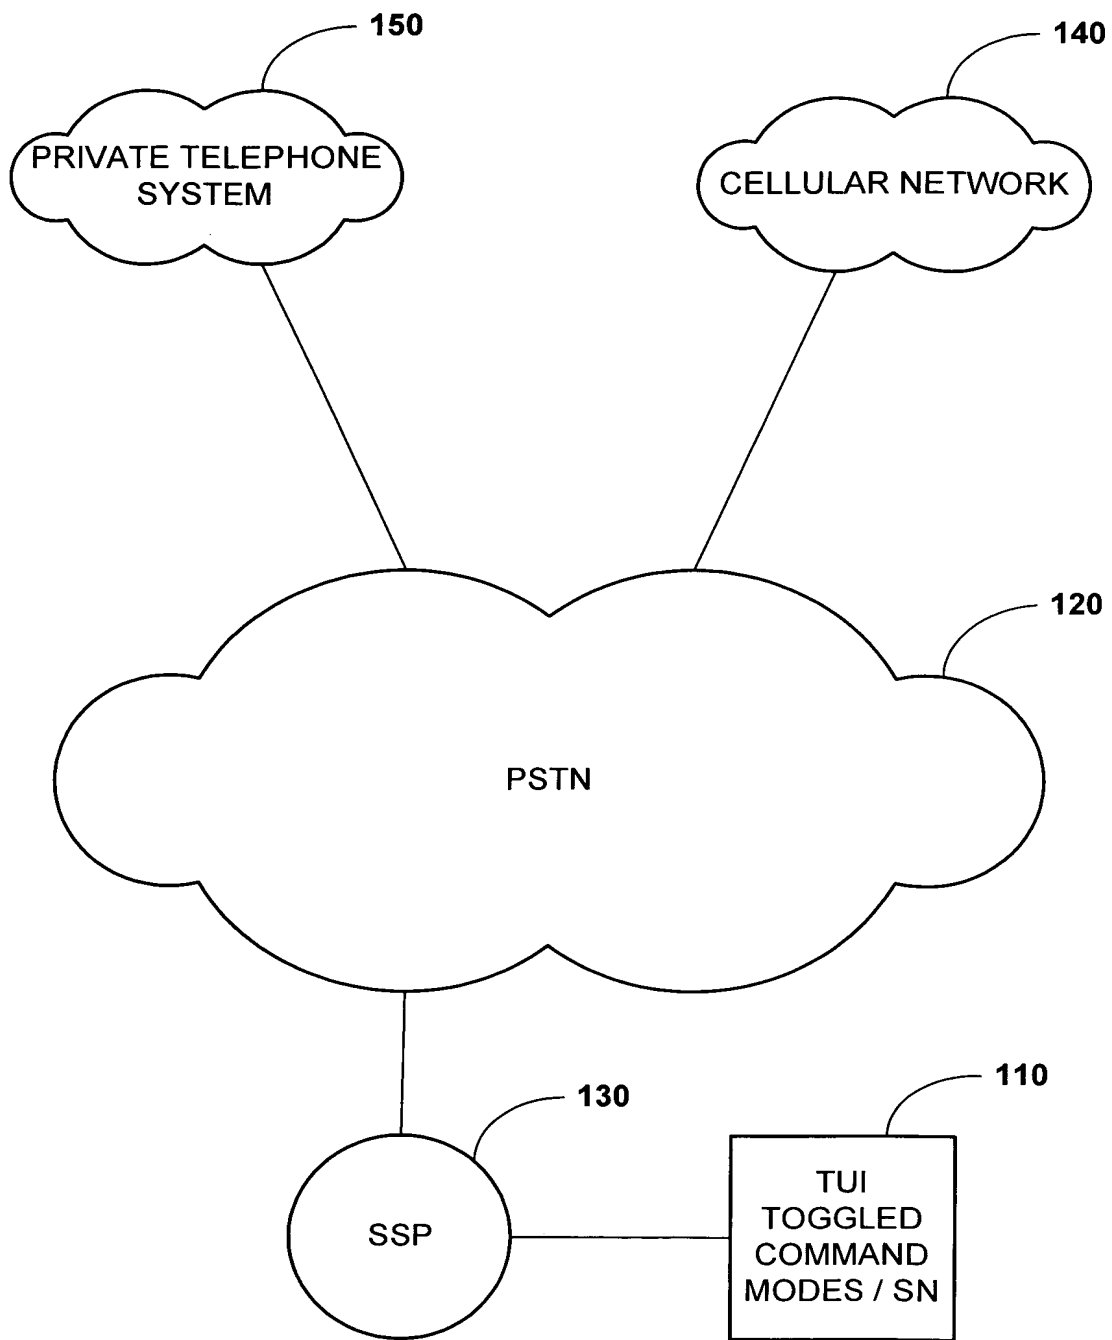 150
140
PRIVATE TELEPHONE
SYSTEM
CELLULAR NETWORK
120
PSTN
130
110
SSP
TUI
TOGGLED
COMMAND
MODES / SN